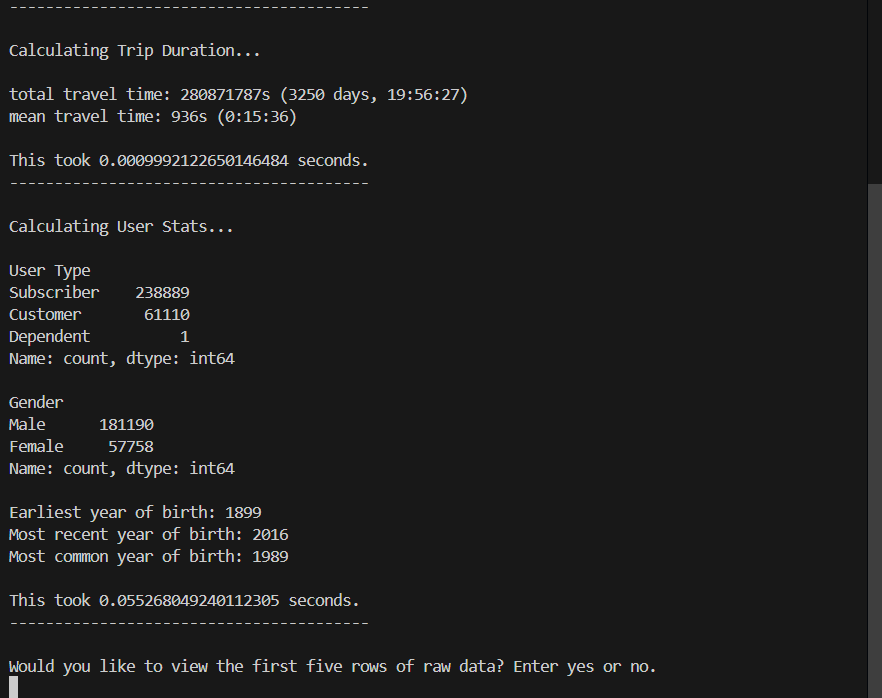 ----------------------------------------
Calculating Trip Duration...
total travel time: 280871787s (3250 days, 19:56:27)
mean travel time: 936s (0:15:36)
This took 0.0009992122650146484 seconds.
----------------------------------------
Calculating User Stats...
User Type
Subscriber    238889
Customer       61110
Dependent          1
Name: count, dtype: int64
Gender
Male      181190
Female     57758
Name: count, dtype: int64
Earliest year of birth: 1899
Most recent year of birth: 2016
Most common year of birth: 1989
This took 0.055268049240112305 seconds.
----------------------------------------
Would you like to view the first five rows of raw data? Enter yes or no.